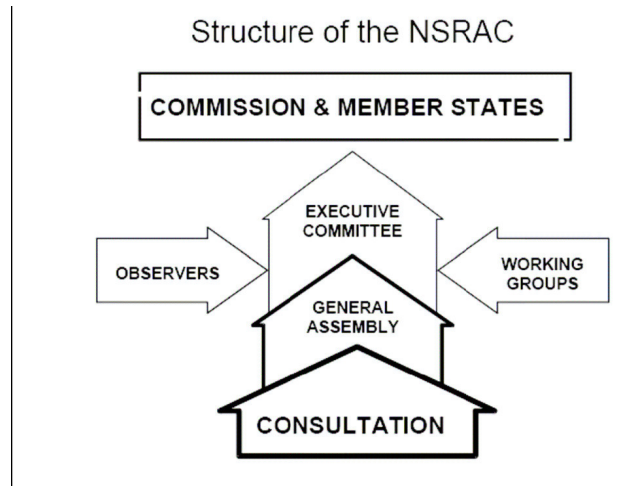 Structure of the NSRAC
COMMISSION & MEMBER STATES
EXECUTIVE
COMMITTEE
OBSERVERS
WORKING
GROUPS
GENERAL
ASSEMBLY
CONSULTATION